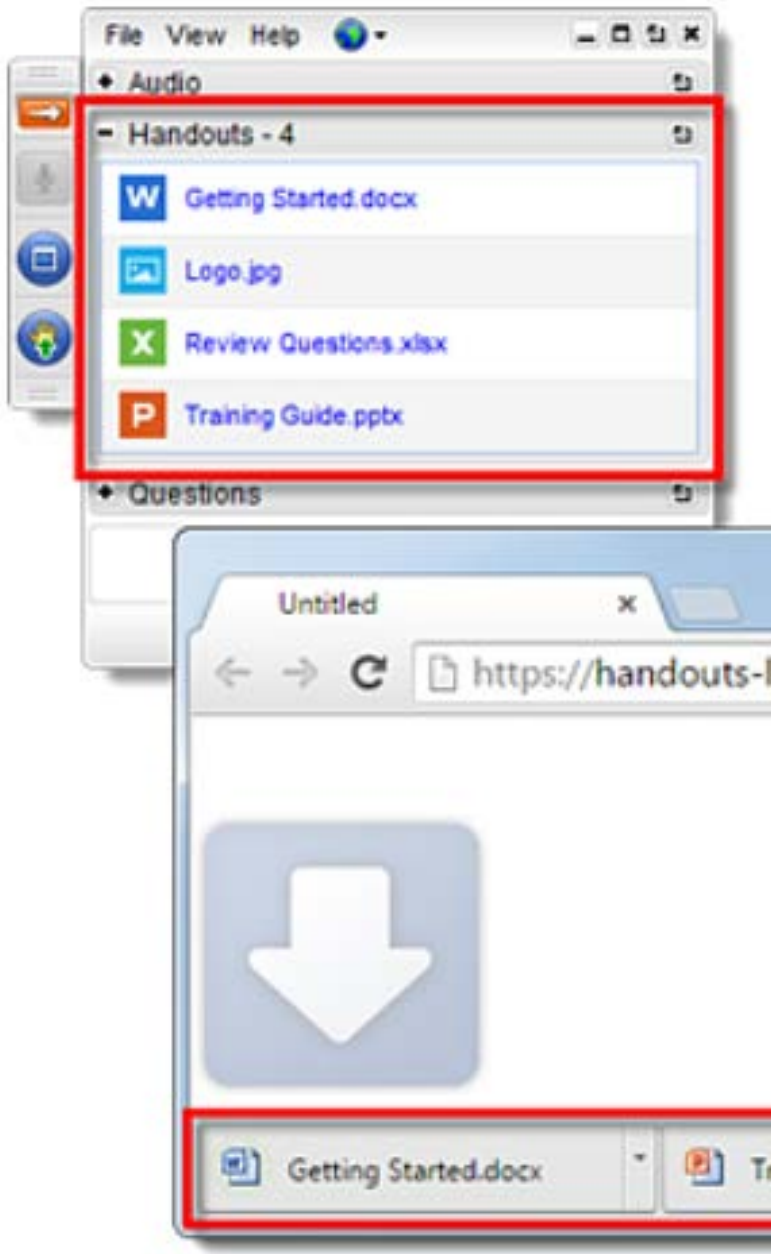 File View Help
Audio
Handouts - 4
W Getting Started.docx
Logo.jpg
X Review Questions.xlsx
P Training Guide.pptx
Questions
Untitled
https://handouts-
Getting Started.docx